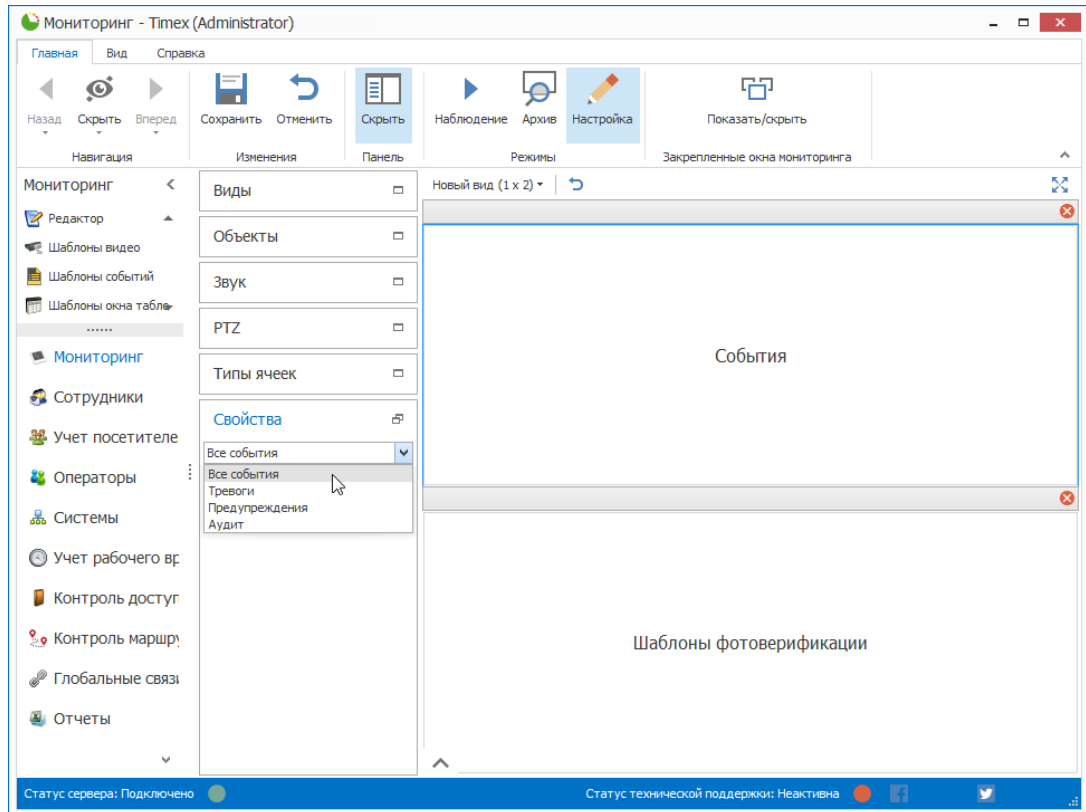 Мониторинг - Timex (Administrator)
Главная Вид Справка
Назад Скрыть Вперед Сохранить Отменить Скрыть Наблюдение Архив Настройка Показать/скрыть
Навигация Изменения Панель Режимы Закрепленные окна мониторинга
Мониторинг
Редактор
Шаблоны видео
Шаблоны событий
Шаблоны окна табло
Мониторинг
Сотрудники
Учет посетителе
Операторы
Системы
Учет рабочего вр
Контроль доступ
Контроль маршру
Глобальные связи
Отчеты
Виды
Объекты
Звук
PTZ
Типы ячеек
Свойства
Все события
Все события
Тревоги
Предупреждения
Аудит
Новый вид (1 x 2)
События
Шаблоны фотоверификации
Статус сервера: Подключено Статус технической поддержки: Неактивна